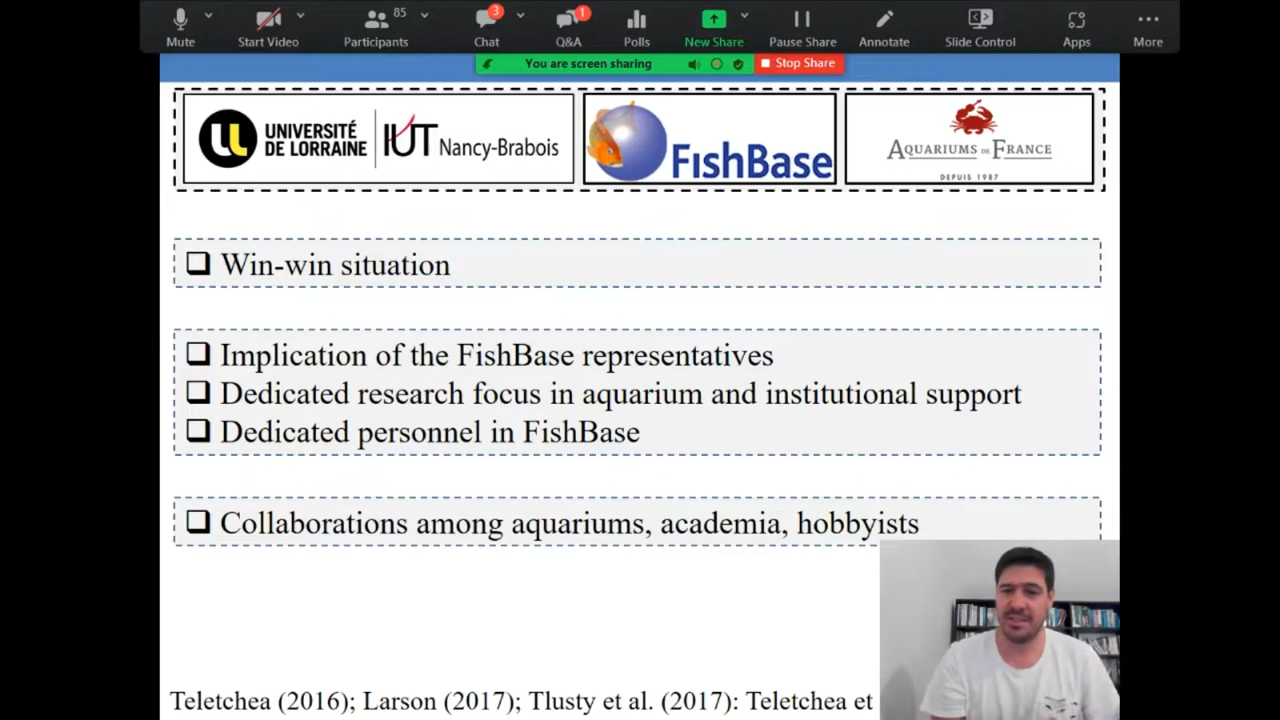 85 3 1
Mute Start Video Participants Chat Q&A Polls New Share Pause Share Annotate Slide Control Apps More
You are screen sharing Stop Share
UNIVERSITÉ
DE LORRAINE
IUT Nancy-Brabois
FishBase
AQUARIUMS DE FRANCE
DEPUIS 1987
Win-win situation
Implication of the FishBase representatives
Dedicated research focus in aquarium and institutional support
Dedicated personnel in FishBase
Collaborations among aquariums, academia, hobbyists
Teletchea (2016); Larson (2017); Tlusty et al. (2017): Teletchea et